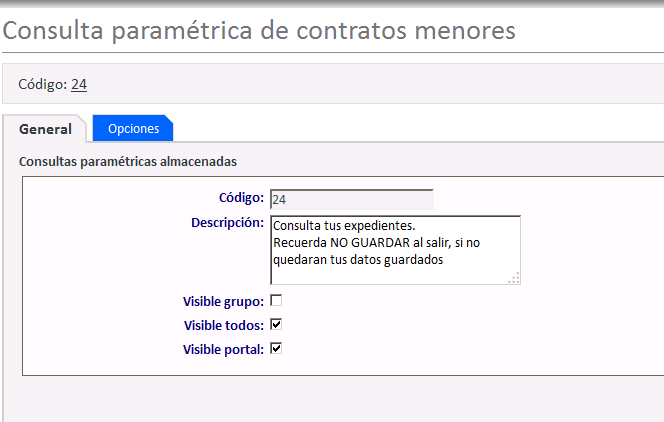 Consulta paramétrica de contratos menores
Código: 24
General
Opciones
Consultas paramétricas almacenadas
Código: 24
Descripción: Consulta tus expedientes.
Recuerda NO GUARDAR al salir, si no
quedaran tus datos guardados
Visible grupo:
Visible todos:
Visible portal: